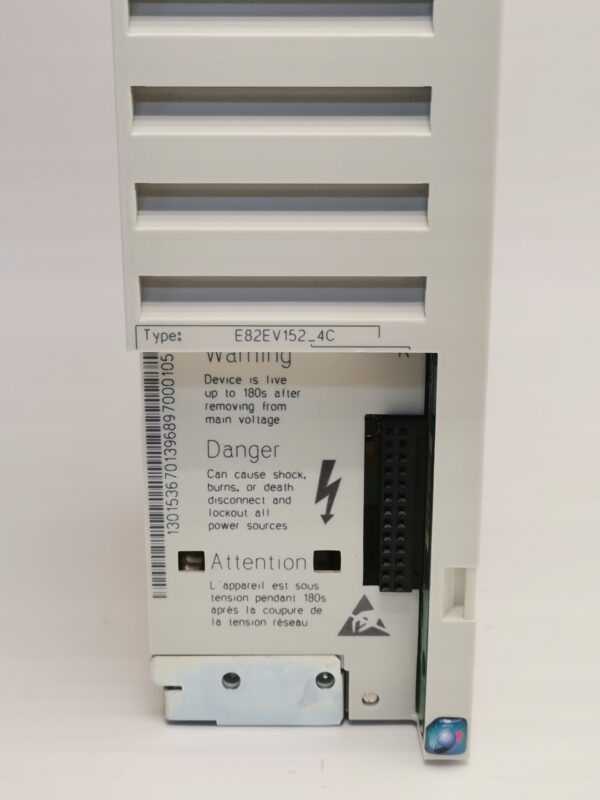 Type: E82EV152_4C
Warning
Device is live
up to 180s after
removing from
main voltage
Danger
Can cause shock,
burns, or death
disconnect and
lockout all
power sources
Attention
L'appareil est sous
tension pendant 180s
après la coupure de
la tension réseau
13015367013968970001​05